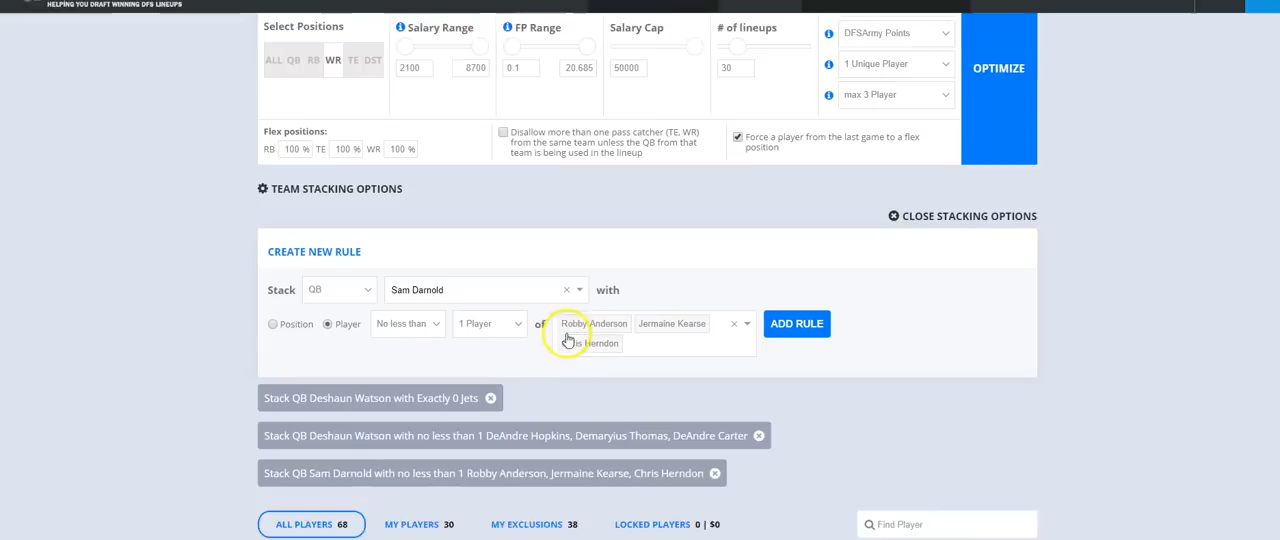 HELPING YOU DRAFT WINNING DFS LINEUPS
Select Positions
ALL QB RB WR TE DST
Salary Range
2100 8700
FP Range
0.1 20.685
Salary Cap
50000
# of lineups
30
DFSArmy Points
1 Unique Player
max 3 Player
OPTIMIZE
Flex positions:
RB 100 % TE 100 % WR 100 %
Disallow more than one pass catcher (TE, WR)
from the same team unless the QB from that
team is being used in the lineup
Force a player from the last game to a flex
position
TEAM STACKING OPTIONS
CLOSE STACKING OPTIONS
CREATE NEW RULE
Stack QB Sam Darnold with
Position Player No less than 1 Player of Robby Anderson Jermaine Kearse ADD RULE
Herndon
Stack QB Deshaun Watson with Exactly 0 Jets
Stack QB Deshaun Watson with no less than 1 DeAndre Hopkins, Demaryius Thomas, DeAndre Carter
Stack QB Sam Darnold with no less than 1 Robby Anderson, Jermaine Kearse, Chris Herndon
ALL PLAYERS 68 MY PLAYERS 30 MY EXCLUSIONS 38 LOCKED PLAYERS 0 | $0 Find Player